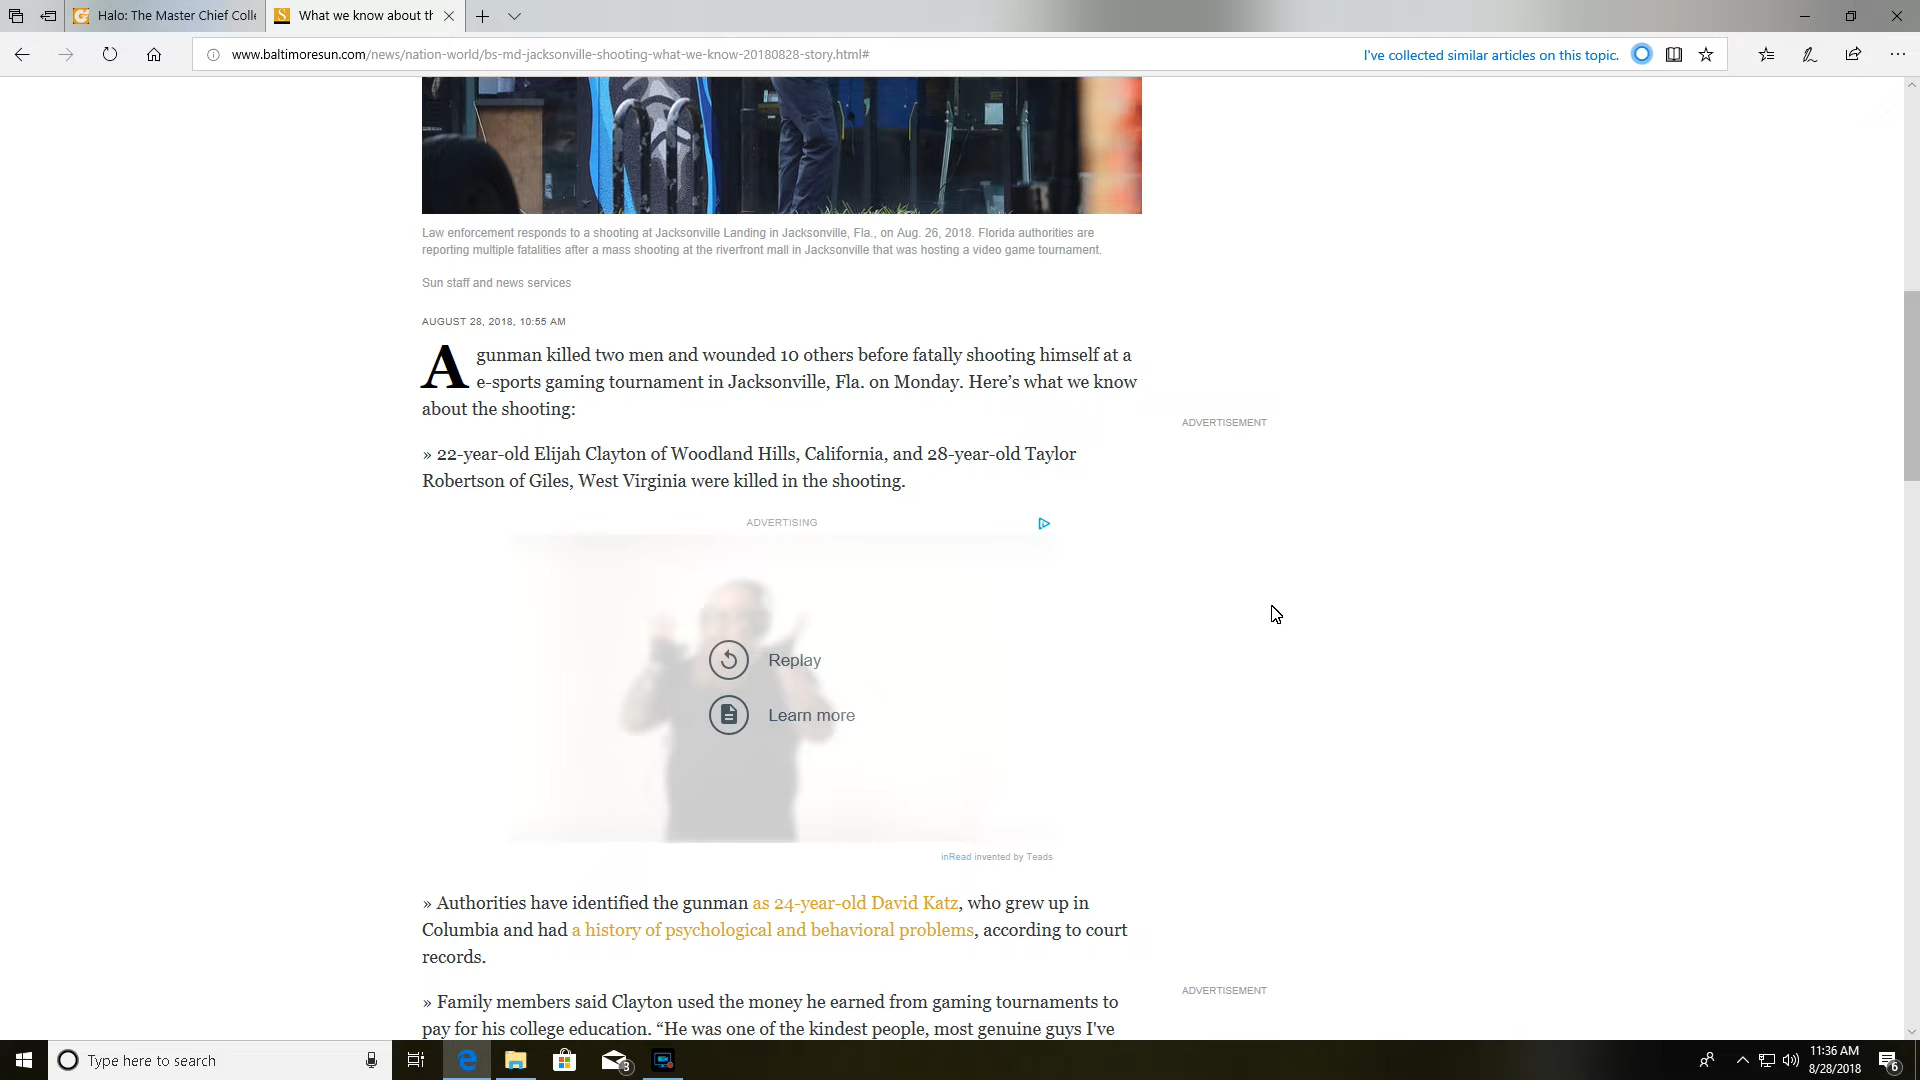 Halo: The Master Chief Colle
What we know about th
www.baltimoresun.com/news/nation-world/bs-md-jacksonville-shooting-what-we-know-20180828-story.html#
I've collected similar articles on this topic.
Law enforcement responds to a shooting at Jacksonville Landing in Jacksonville, Fla., on Aug. 26, 2018. Florida authorities are
reporting multiple fatalities after a mass shooting at the riverfront mall in Jacksonville that was hosting a video game tournament.
Sun staff and news services
AUGUST 28, 2018, 10:55 AM
A gunman killed two men and wounded 10 others before fatally shooting himself at a
e-sports gaming tournament in Jacksonville, Fla. on Monday. Here’s what we know
about the shooting:
ADVERTISEMENT
» 22-year-old Elijah Clayton of Woodland Hills, California, and 28-year-old Taylor
Robertson of Giles, West Virginia were killed in the shooting.
ADVERTISING
Replay
Learn more
inRead invented by Teads
» Authorities have identified the gunman as 24-year-old David Katz, who grew up in
Columbia and had a history of psychological and behavioral problems, according to court
records.
ADVERTISEMENT
» Family members said Clayton used the money he earned from gaming tournaments to
pay for his college education. “He was one of the kindest people, most genuine guys I've
Type here to search
3
11:36 AM
8/28/2018
6